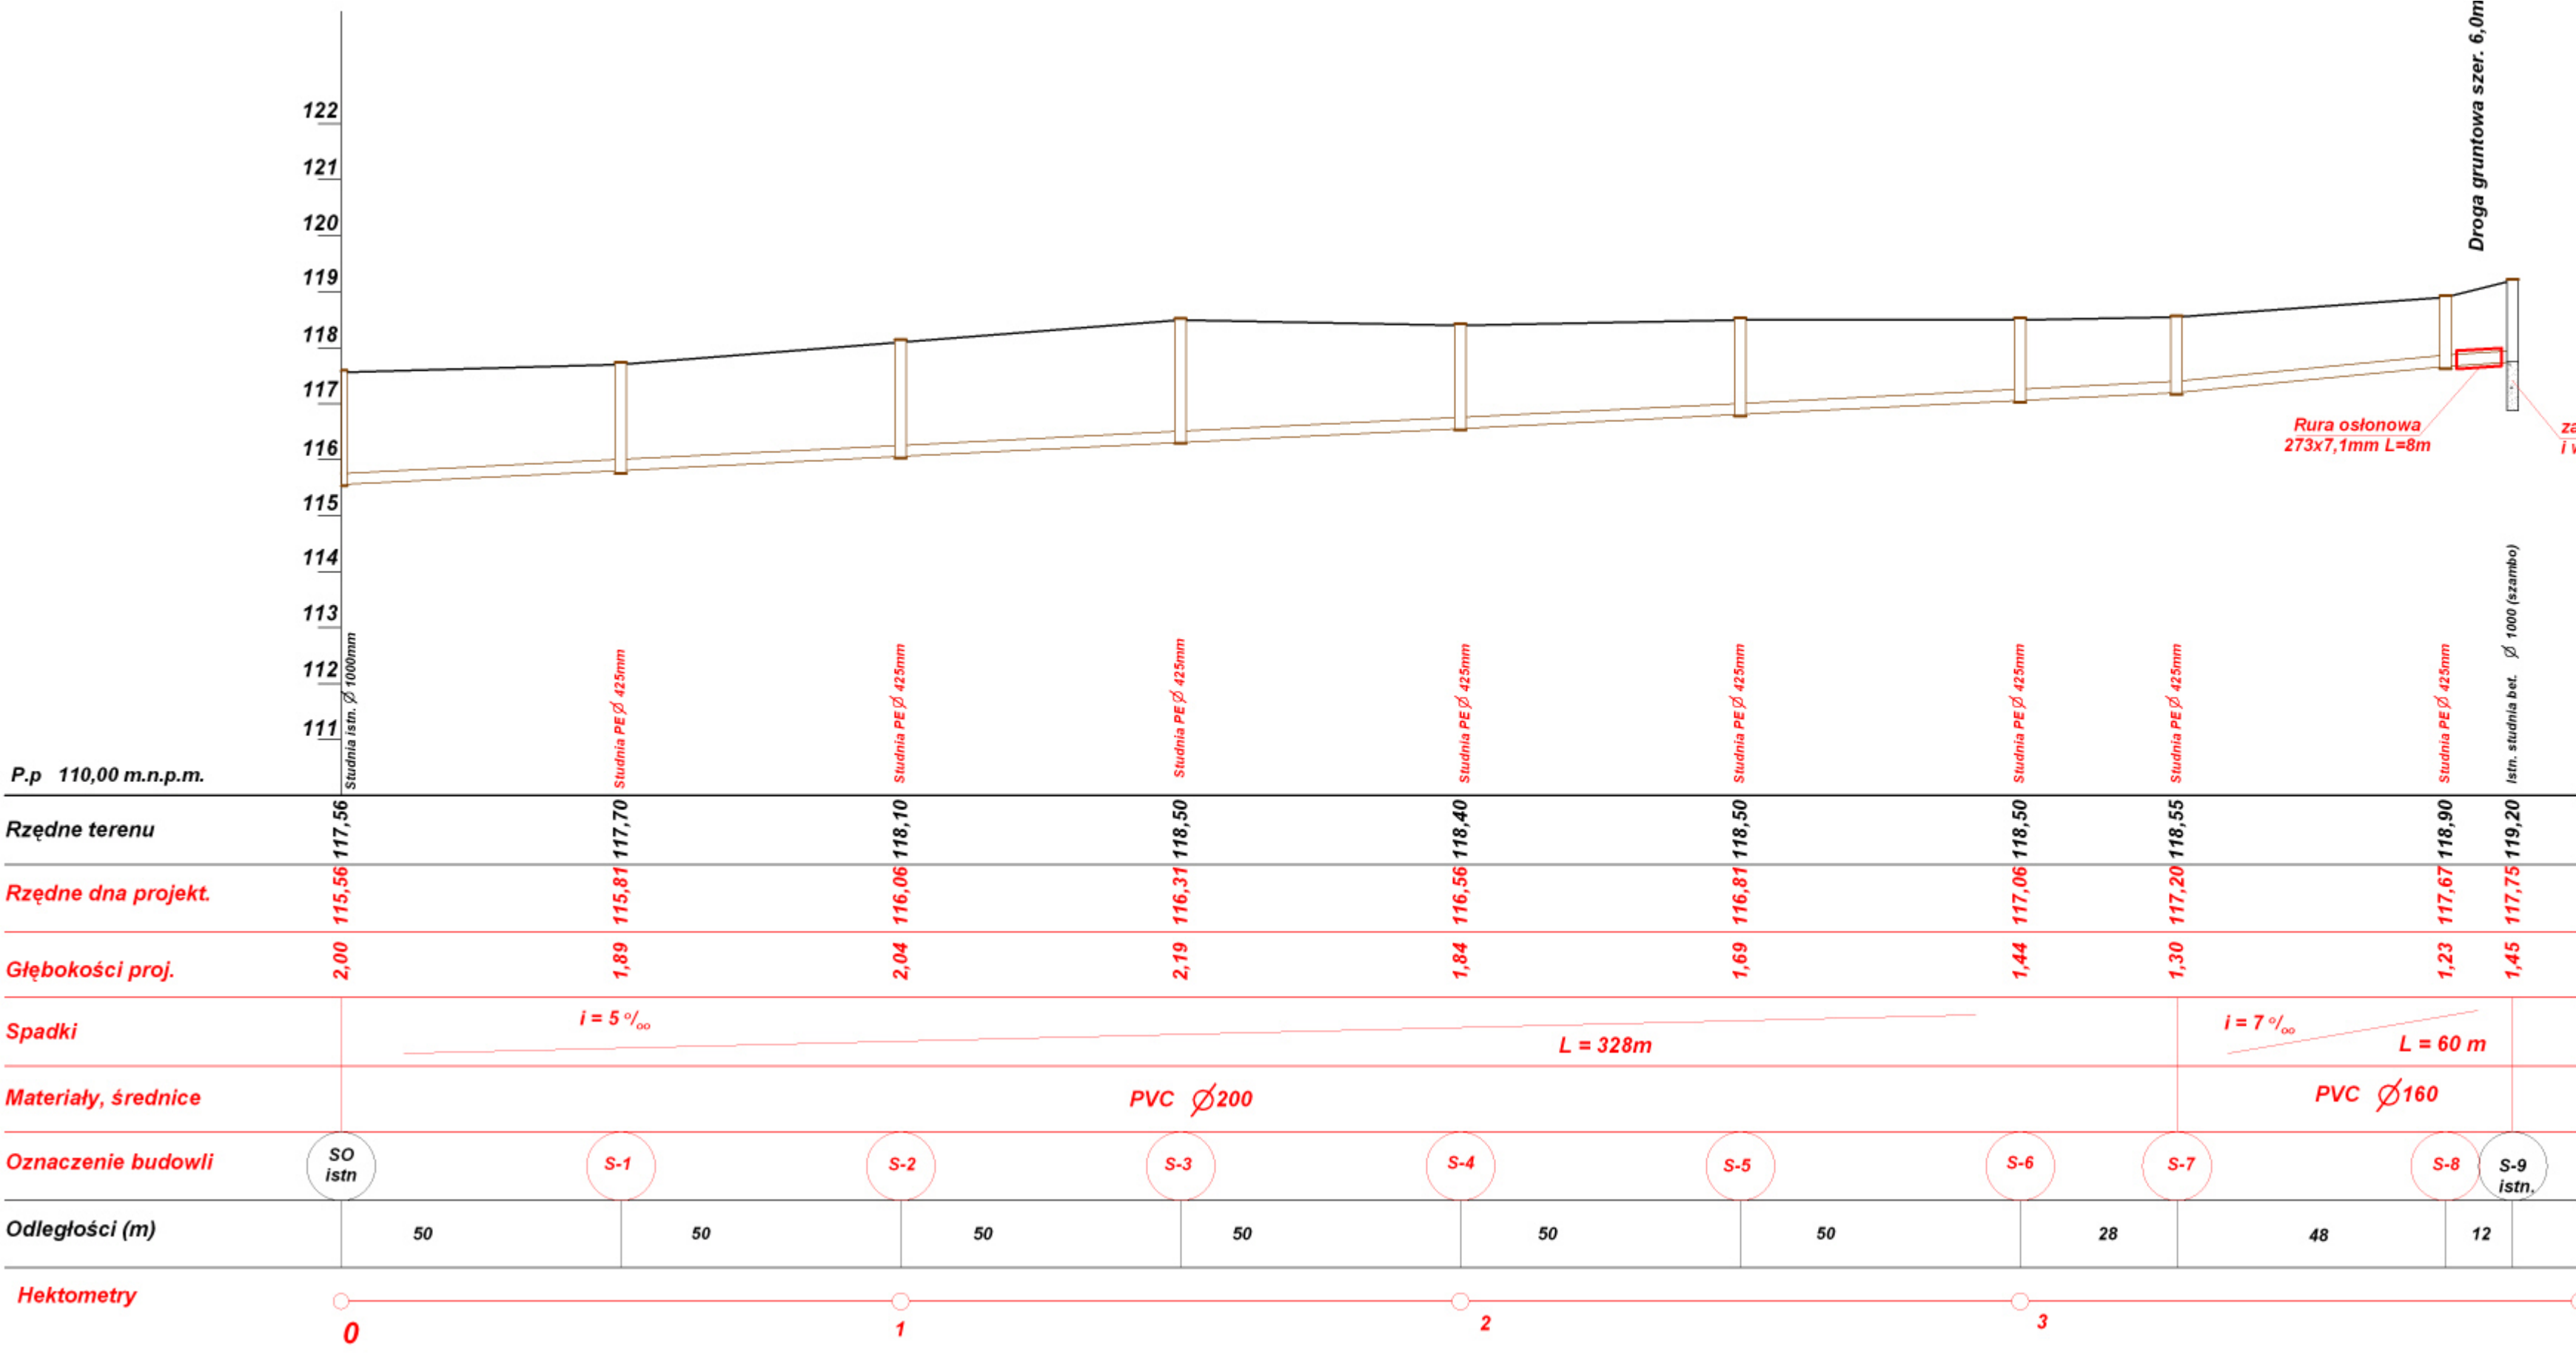 Droga gruntowa szer. 6,0m
122
121
120
119
118
117
116
115
114
113
112
111
Rura osłonowa
273x7,1mm L=8m
za
i w
Studnia istn. Ø 1000mm
Studnia PE Ø 425mm
Studnia PE Ø 425mm
Studnia PE Ø 425mm
Studnia PE Ø 425mm
Studnia PE Ø 425mm
Studnia PE Ø 425mm
Studnia PE Ø 425mm
Studnia PE Ø 425mm
Istn. studnia bet. Ø 1000 (szambo)
P.p 110,00 m.n.p.m.
Rzędne terenu 117,56 117,70 118,10 118,50 118,40 118,50 118,50 118,55 118,90 119,20
Rzędne dna projekt. 115,56 115,81 116,06 116,31 116,56 116,81 117,06 117,20 117,67 117,75
Głębokości proj. 2,00 1,89 2,04 2,19 1,84 1,69 1,44 1,30 1,23 1,45
Spadki i = 5 º/ₒₒ L = 328m i = 7 º/ₒₒ L = 60 m
Materiały, średnice PVC Ø200 PVC Ø160
Oznaczenie budowli SO istn S-1 S-2 S-3 S-4 S-5 S-6 S-7 S-8 S-9 istn.
Odległości (m) 50 50 50 50 50 50 28 48 12
Hektometry
0 1 2 3